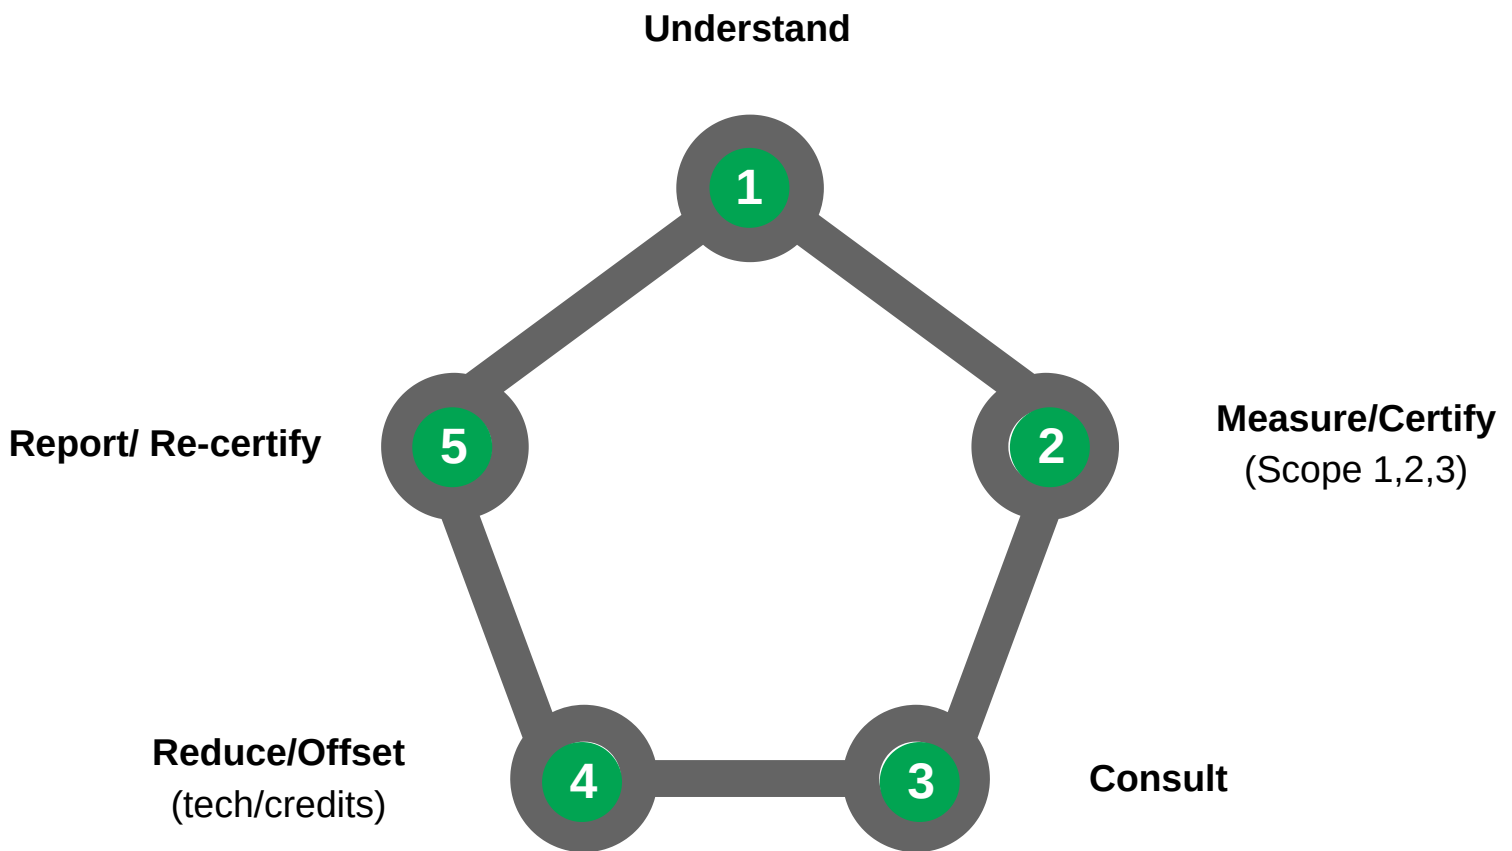 Understand
1
2
Measure/Certify
(Scope 1,2,3)
3
Consult
4
Reduce/Offset
(tech/credits)
5
Report/ Re-certify